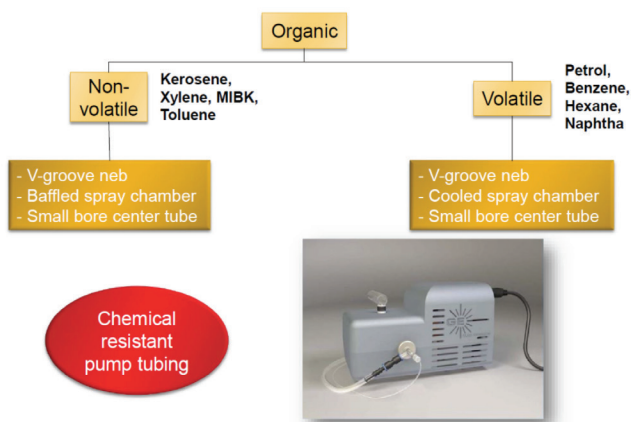 Organic
Non-
volatile
Kerosene,
Xylene, MIBK,
Toluene
Volatile
Petrol,
Benzene,
Hexane,
Naphtha
- V-groove neb
- Baffled spray chamber
- Small bore center tube
- V-groove neb
- Cooled spray chamber
- Small bore center tube
Chemical
resistant
pump tubing